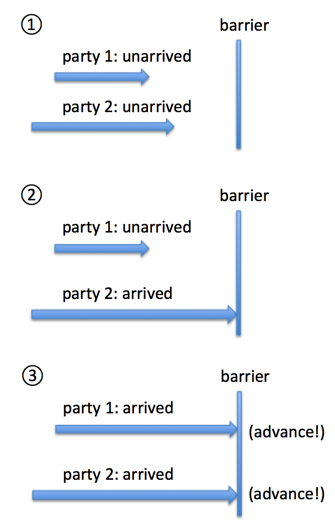 ①
barrier
party 1: unarrived
party 2: unarrived
②
barrier
party 1: unarrived
party 2: arrived
③
barrier
party 1: arrived
(advance!)
party 2: arrived
(advance!)